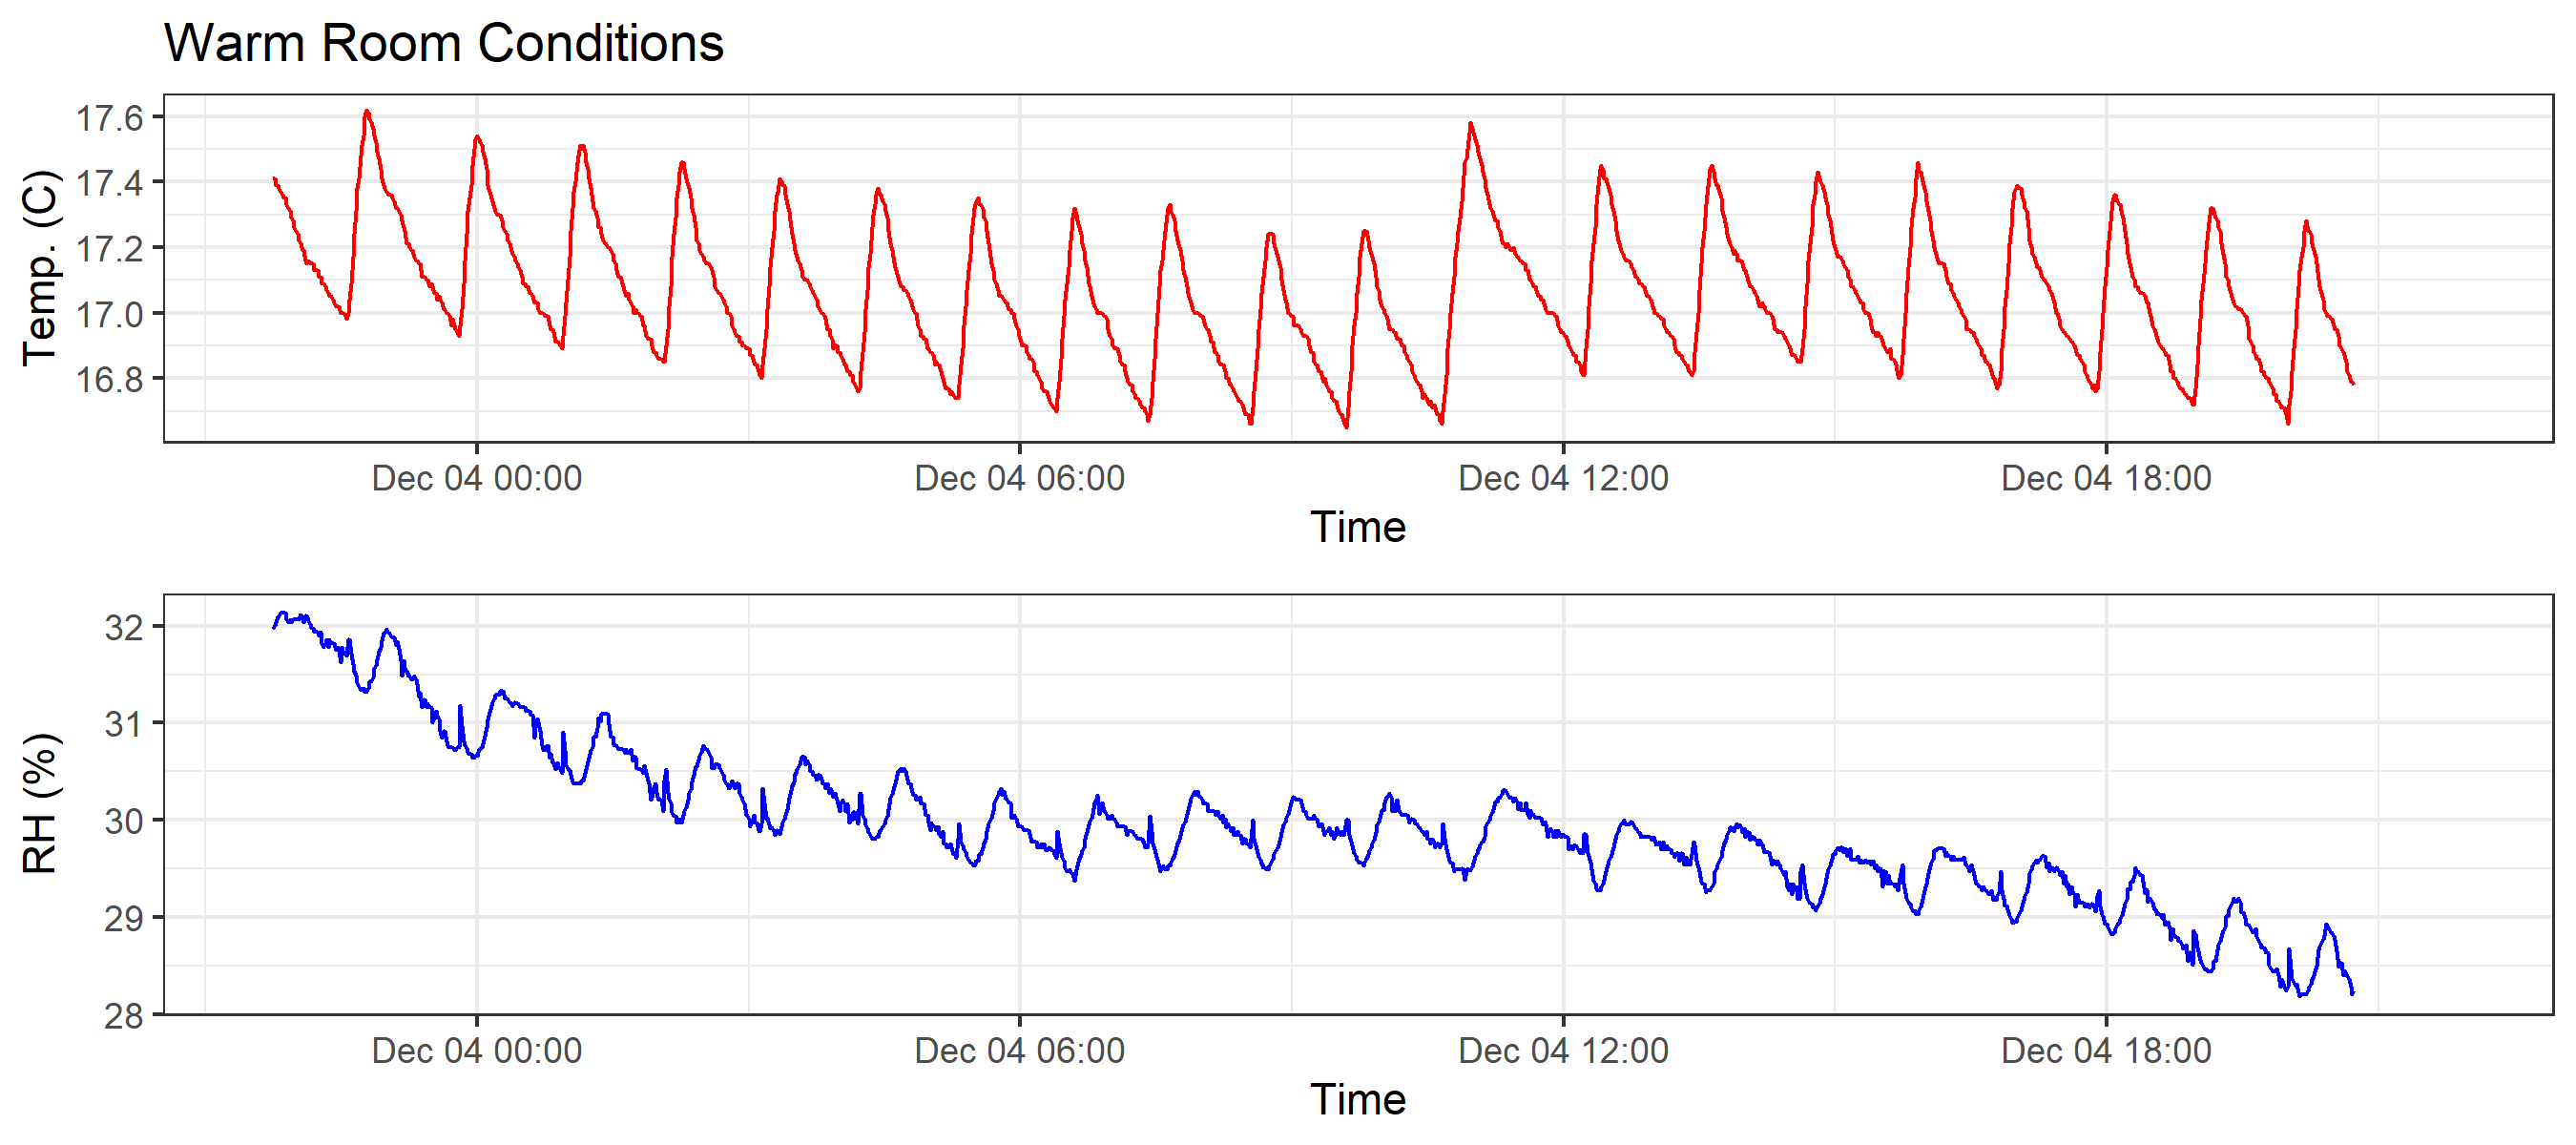 Warm Room Conditions
17.6
17.4
17.2
17.0
16.8
Temp. (C)
Dec 04 00:00 Dec 04 06:00 Dec 04 12:00 Dec 04 18:00
Time
32
31
30
29
28
RH (%)
Dec 04 00:00 Dec 04 06:00 Dec 04 12:00 Dec 04 18:00
Time